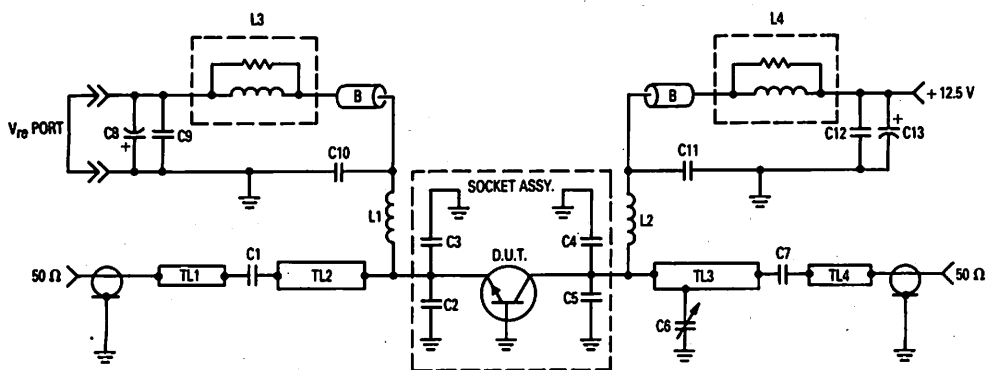 L3
L4
B
B
+ 12.5 V
V_re PORT
C8
+
C9
C12
+
C13
C10
C11
SOCKET ASSY.
L1
L2
C3
C4
D.U.T.
50 Ω
TL1
C1
TL2
C2
C5
TL3
C7
TL4
50 Ω
C6